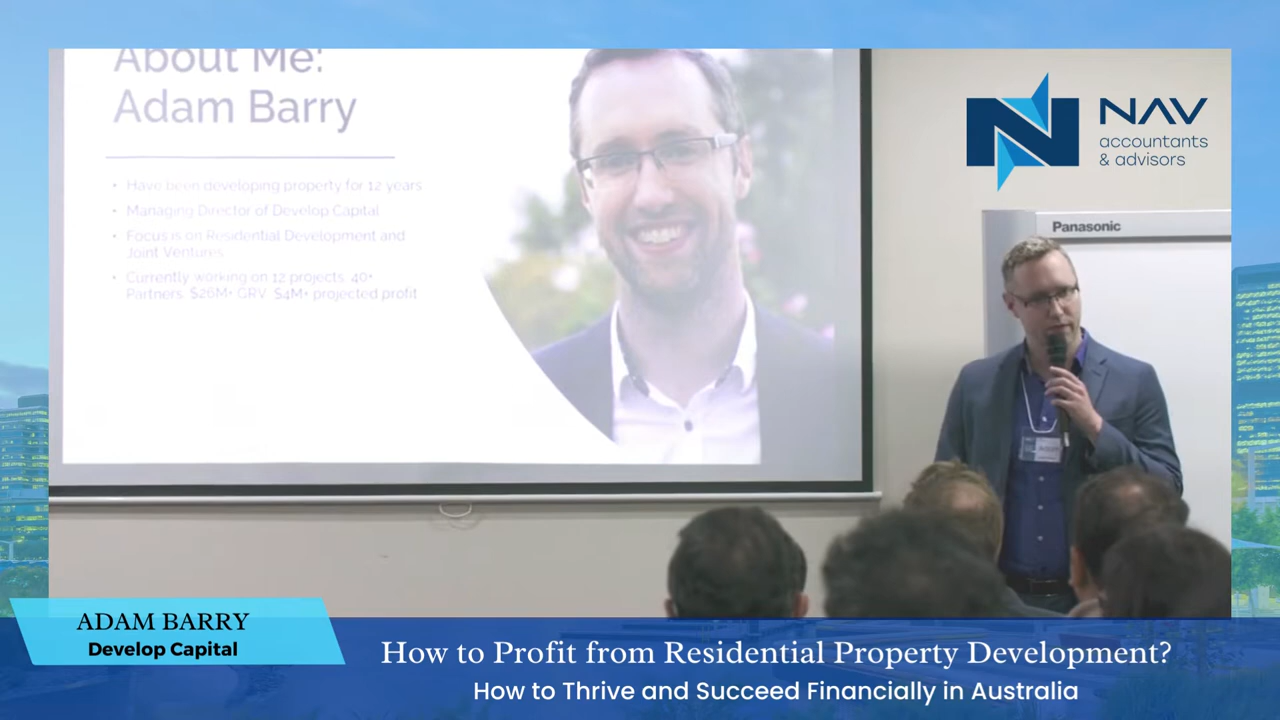 About Me:
Adam Barry
• Have been developing property for 12 years
• Managing Director of Develop Capital
• Focus is on Residential Development and
Joint Ventures
• Currently working on 12 projects, 40+
Partners, $26M+ GRV, $4M+ projected profit
NAV
accountants
& advisors
Panasonic
ADAM BARRY
Develop Capital
How to Profit from Residential Property Development?
How to Thrive and Succeed Financially in Australia